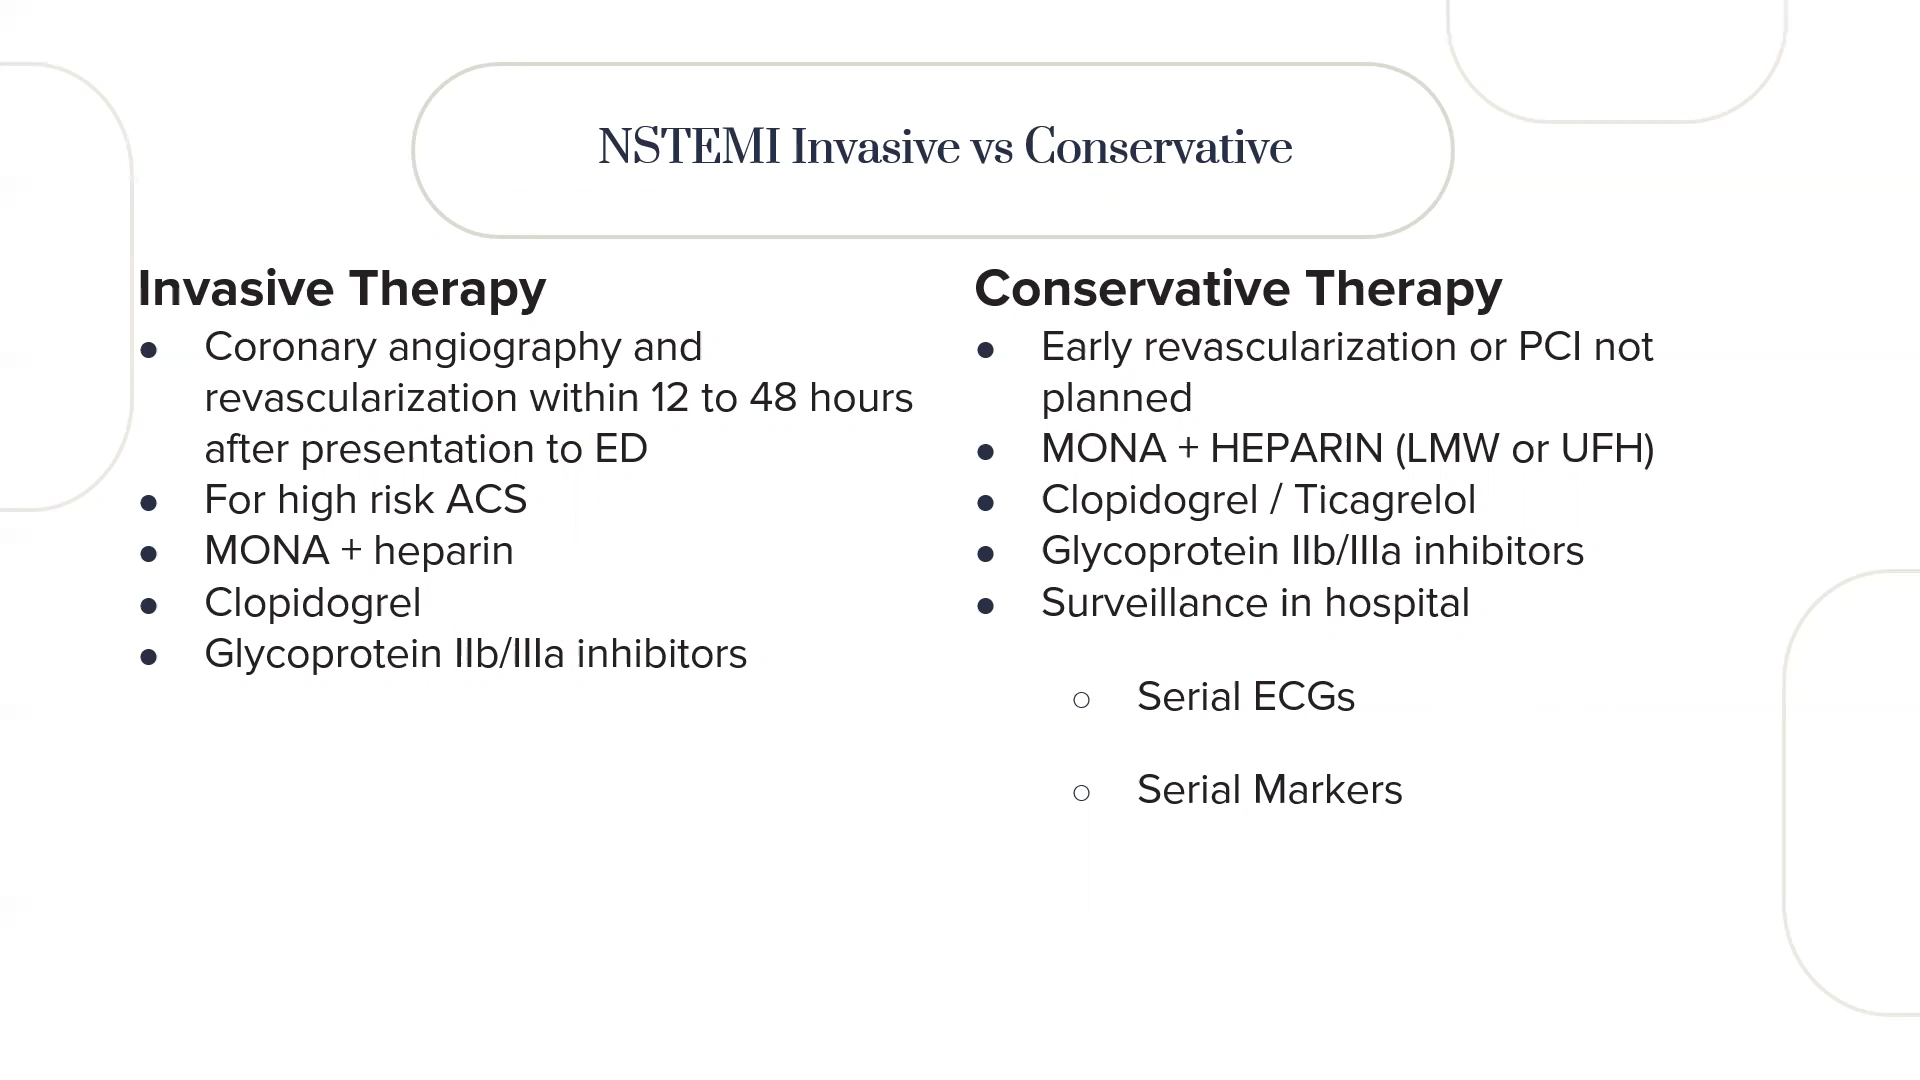 NSTEMI Invasive vs Conservative
Invasive Therapy
● Coronary angiography and
revascularization within 12 to 48 hours
after presentation to ED
● For high risk ACS
● MONA + heparin
● Clopidogrel
● Glycoprotein IIb/IIIa inhibitors
Conservative Therapy
● Early revascularization or PCI not
planned
● MONA + HEPARIN (LMW or UFH)
● Clopidogrel / Ticagrelol
● Glycoprotein IIb/IIIa inhibitors
● Surveillance in hospital
○ Serial ECGs
○ Serial Markers